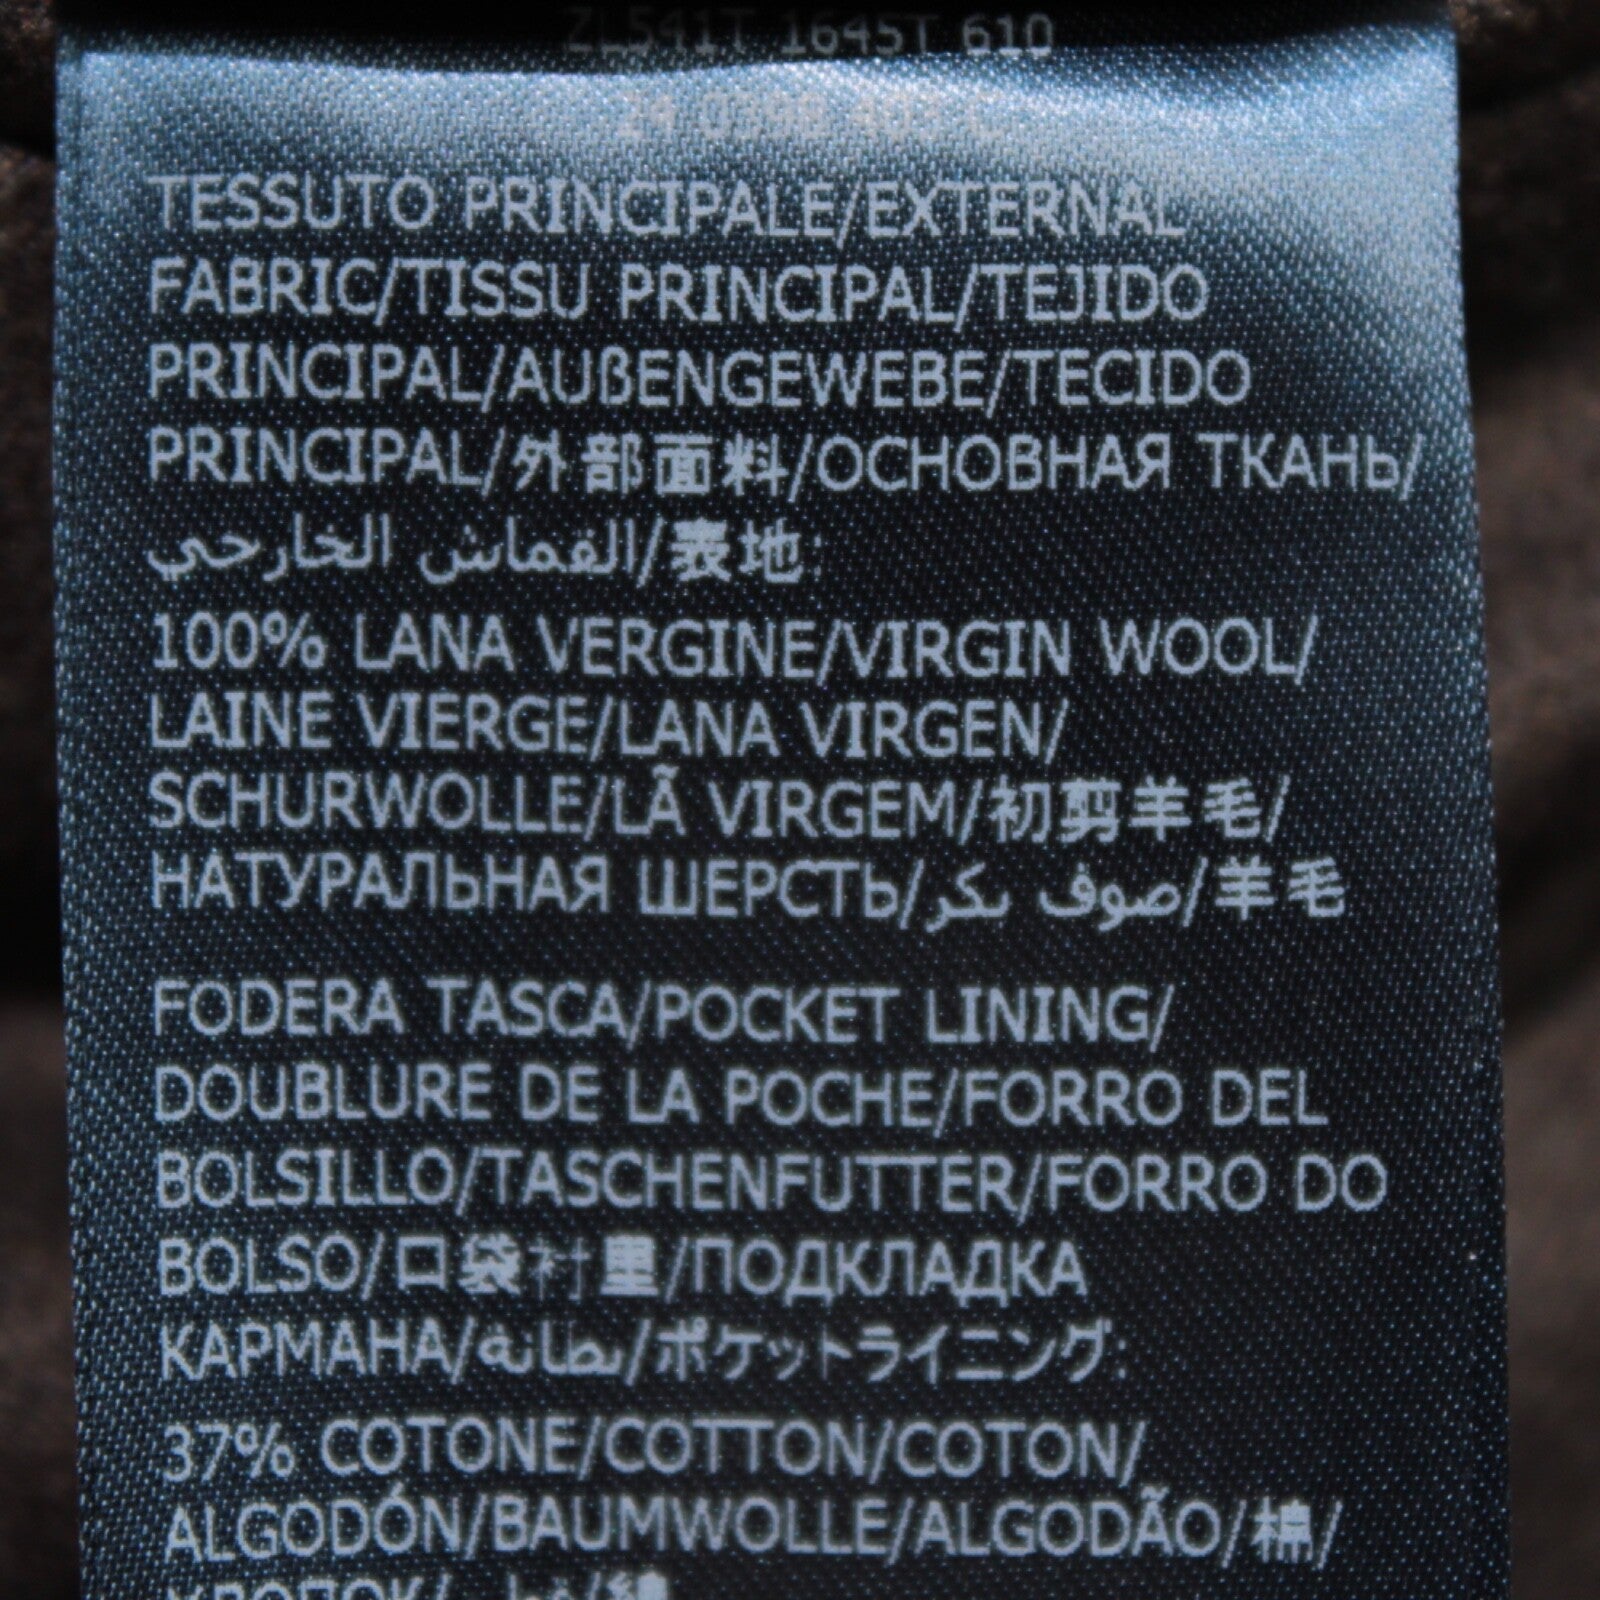 ZL541T 1645T 610
TESSUTO PRINCIPALE/EXTERNAL
FABRIC/TISSU PRINCIPAL/TEJIDO
PRINCIPAL/AUßENGEWEBE/TECIDO
PRINCIPAL/外部面料/ОСНОВНАЯ ТКАНЬ/
القماش الخارجي/表地:
100% LANA VERGINE/VIRGIN WOOL/
LAINE VIERGE/LANA VIRGEN/
SCHURWOLLE/LÃ VIRGEM/初剪羊毛/
НАТУРАЛЬНАЯ ШЕРСТЬ/صوف بكر/羊毛
FODERA TASCA/POCKET LINING/
DOUBLURE DE LA POCHE/FORRO DEL
BOLSILLO/TASCHENFUTTER/FORRO DO
BOLSO/口袋衬里/ПОДКЛАДКА
КАРМАНА/بطانة/ポケットライニング:
37% COTONE/COTTON/COTON/
ALGODÓN/BAUMWOLLE/ALGODÃO/棉/